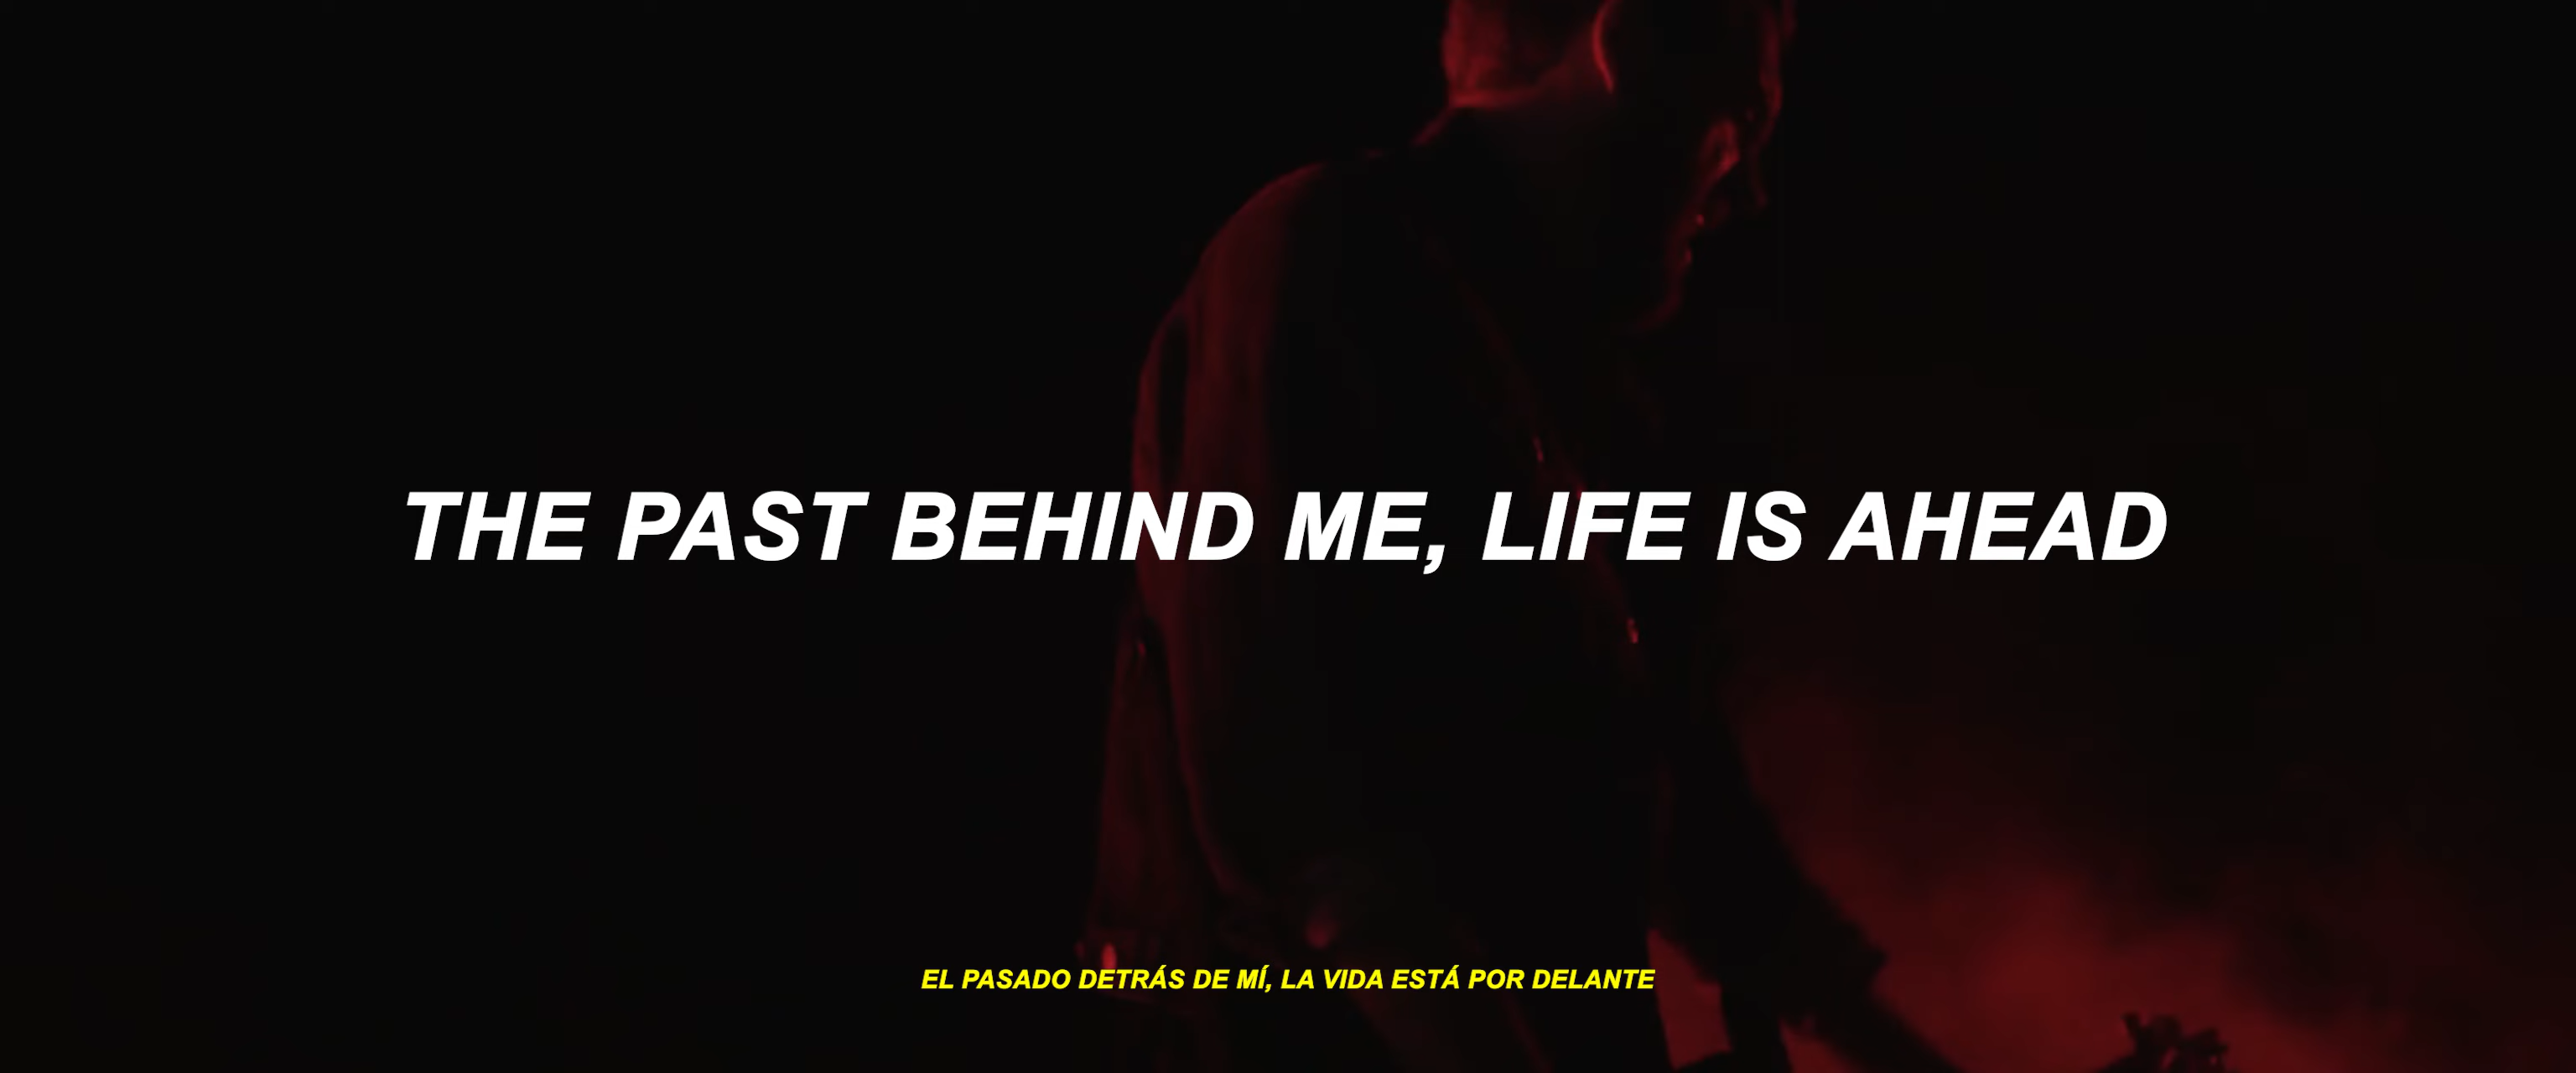 THE PAST BEHIND ME, LIFE IS AHEAD
EL PASADO DETRÁS DE MÍ, LA VIDA ESTÁ POR DELANTE